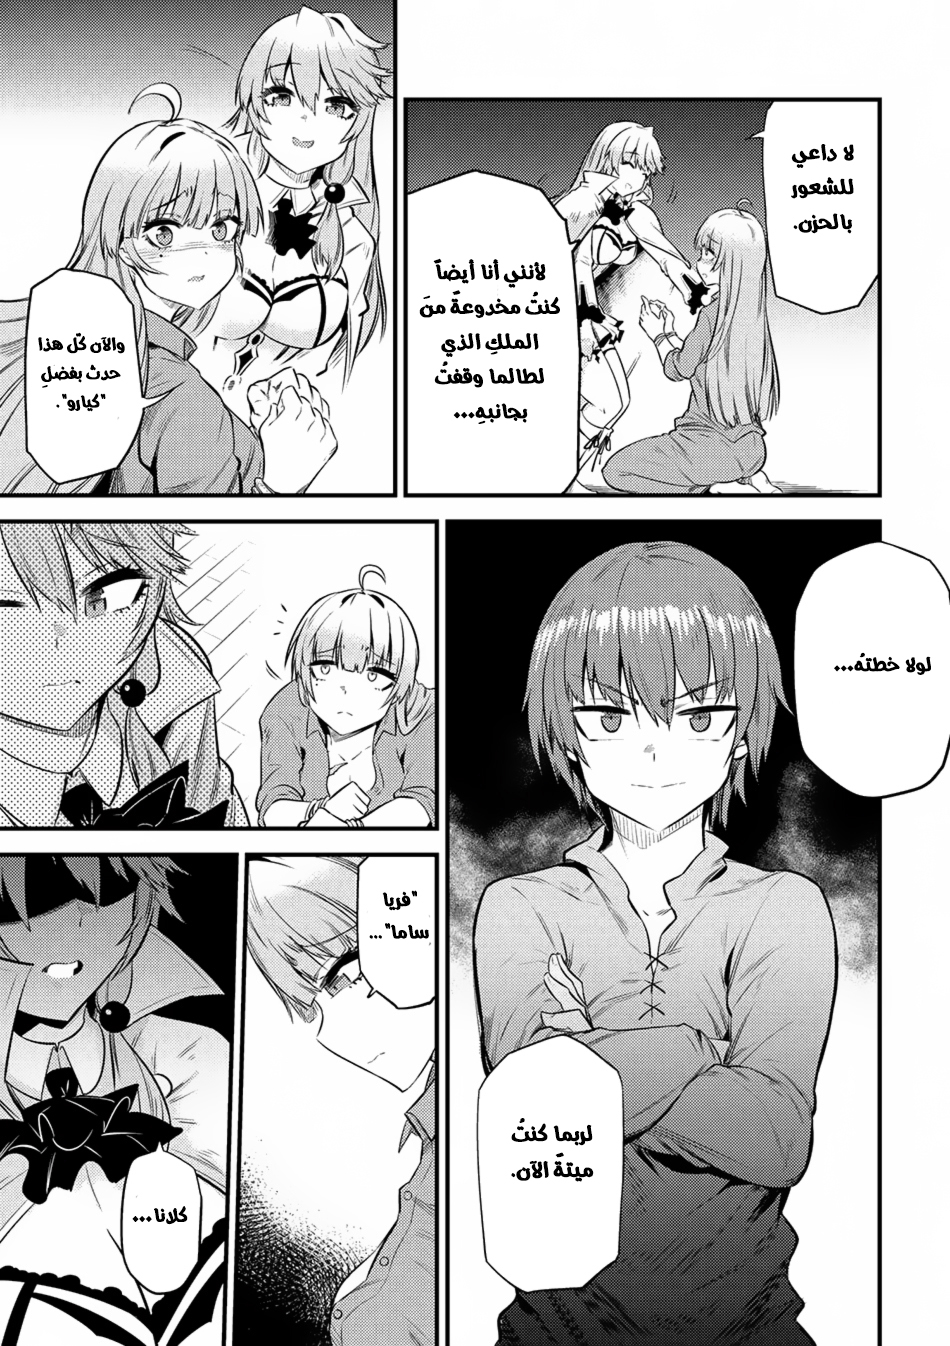 لا داعي
للشعور
بالحزن.
لأنني أنا أيضاً
كنتُ مخدوعةً منَ
الملكِ الذي
لطالما وقفتُ
بجانبهِ...
والآن كّل هذا
حدث بفضلِ
"كيارو".
لولا خطتهُ...
لربما كنتُ
ميتةً الآن.
"فريا
ساما"...
كلانا...